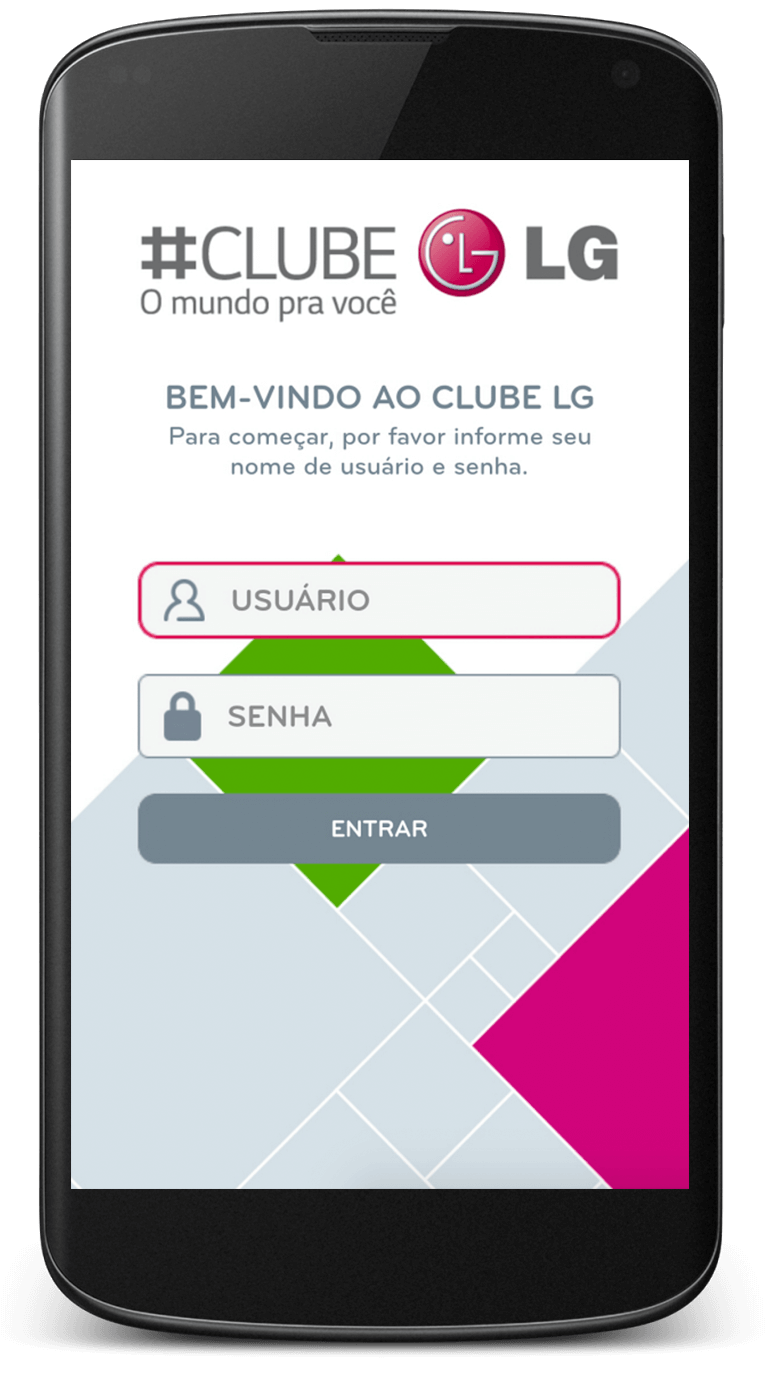 #CLUBE LG
O mundo pra você
BEM-VINDO AO CLUBE LG
Para começar, por favor informe seu
nome de usuário e senha.
USUÁRIO
SENHA
ENTRAR